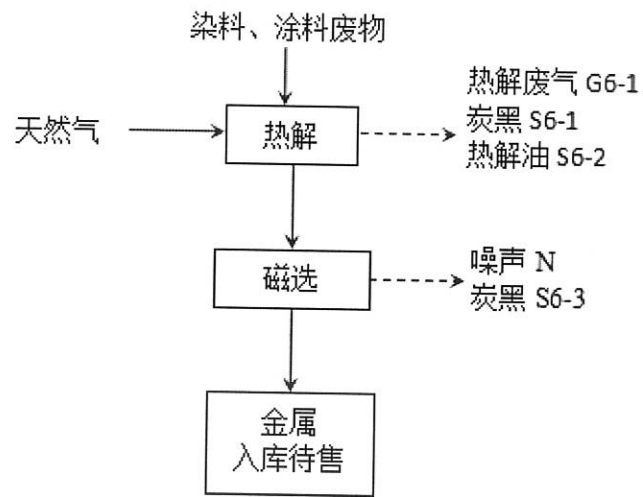 染料、涂料废物
热解废气 G6-1
天然气
热解
炭黑 S6-1
热解油 S6-2
磁选
噪声 N
炭黑 S6-3
金属
入库待售